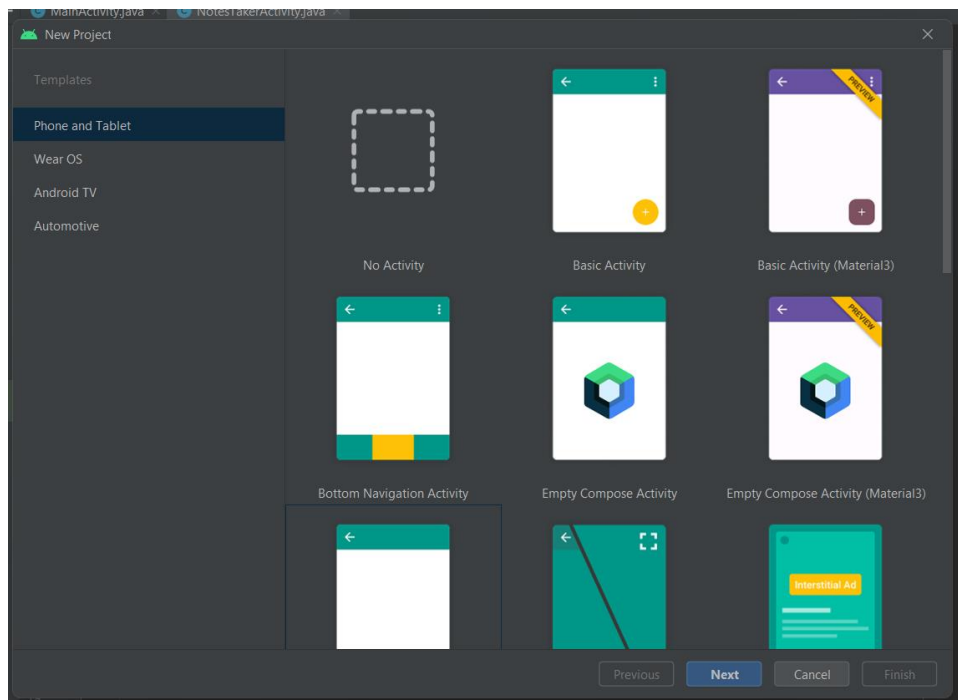 MainActivity.java
NotesTakerActivity.java
New Project
Templates
Phone and Tablet
Wear OS
Android TV
Automotive
No Activity
Basic Activity
PREVIEW
Basic Activity (Material3)
Bottom Navigation Activity
Empty Compose Activity
PREVIEW
Empty Compose Activity (Material3)
Interstitial Ad
Previous
Next
Cancel
Finish